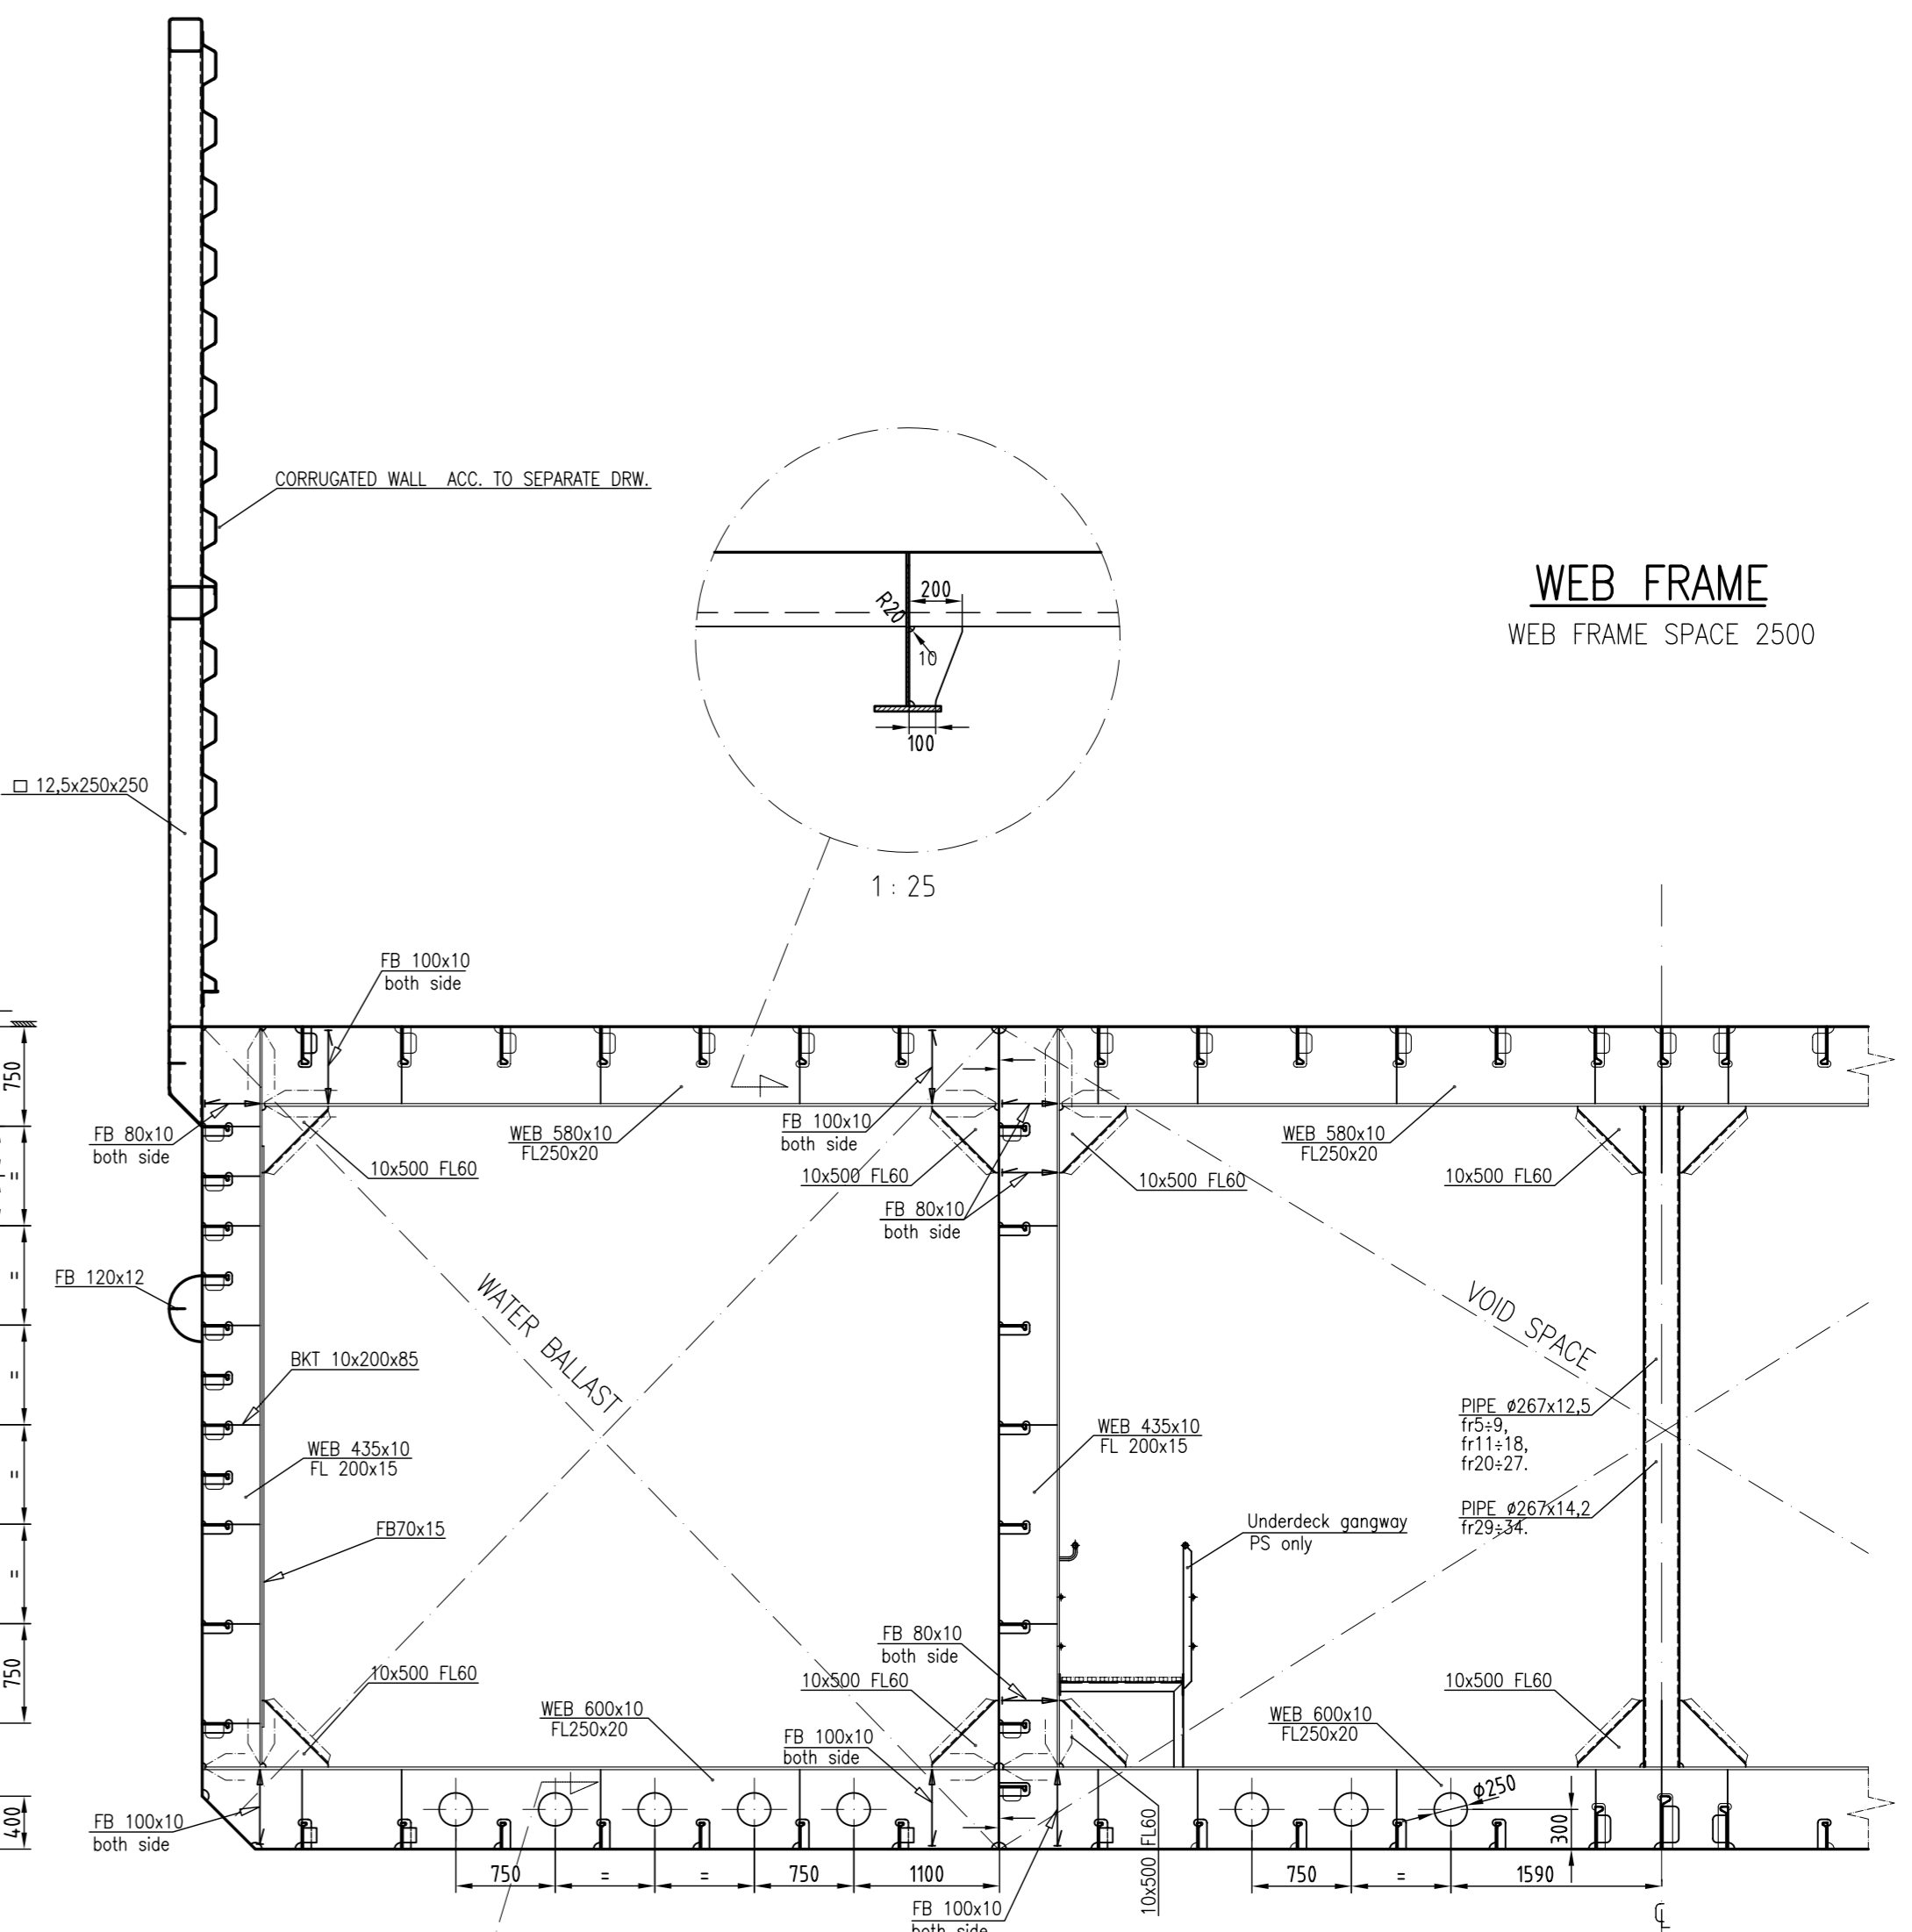 CORRUGATED WALL ACC. TO SEPARATE DRW.
200
R20
10
100
1 : 25
WEB FRAME
WEB FRAME SPACE 2500
□ 12,5x250x250
FB 100x10
both side
750
FB 80x10
both side
WEB 580x10
FL250x20
FB 100x10
both side
WEB 580x10
FL250x20
10x500 FL60
10x500 FL60
10x500 FL60
10x500 FL60
=
FB 80x10
both side
FB 120x12
=
WATER BALLAST
VOID SPACE
BKT 10x200x85
=
PIPE ø267x12,5
fr5÷9,
fr11÷18,
fr20÷27.
WEB 435x10
FL 200x15
WEB 435x10
FL 200x15
=
PIPE ø267x14,2
fr29÷34.
FB70x15
Underdeck gangway
PS only
=
FB 80x10
both side
750
10x500 FL60
10x500 FL60
10x500 FL60
WEB 600x10
FL250x20
WEB 600x10
FL250x20
FB 100x10
both side
ø250
400
FB 100x10
both side
300
10x500 FL60
750
=
=
750
1100
750
=
1590
FB 100x10
both side
℄